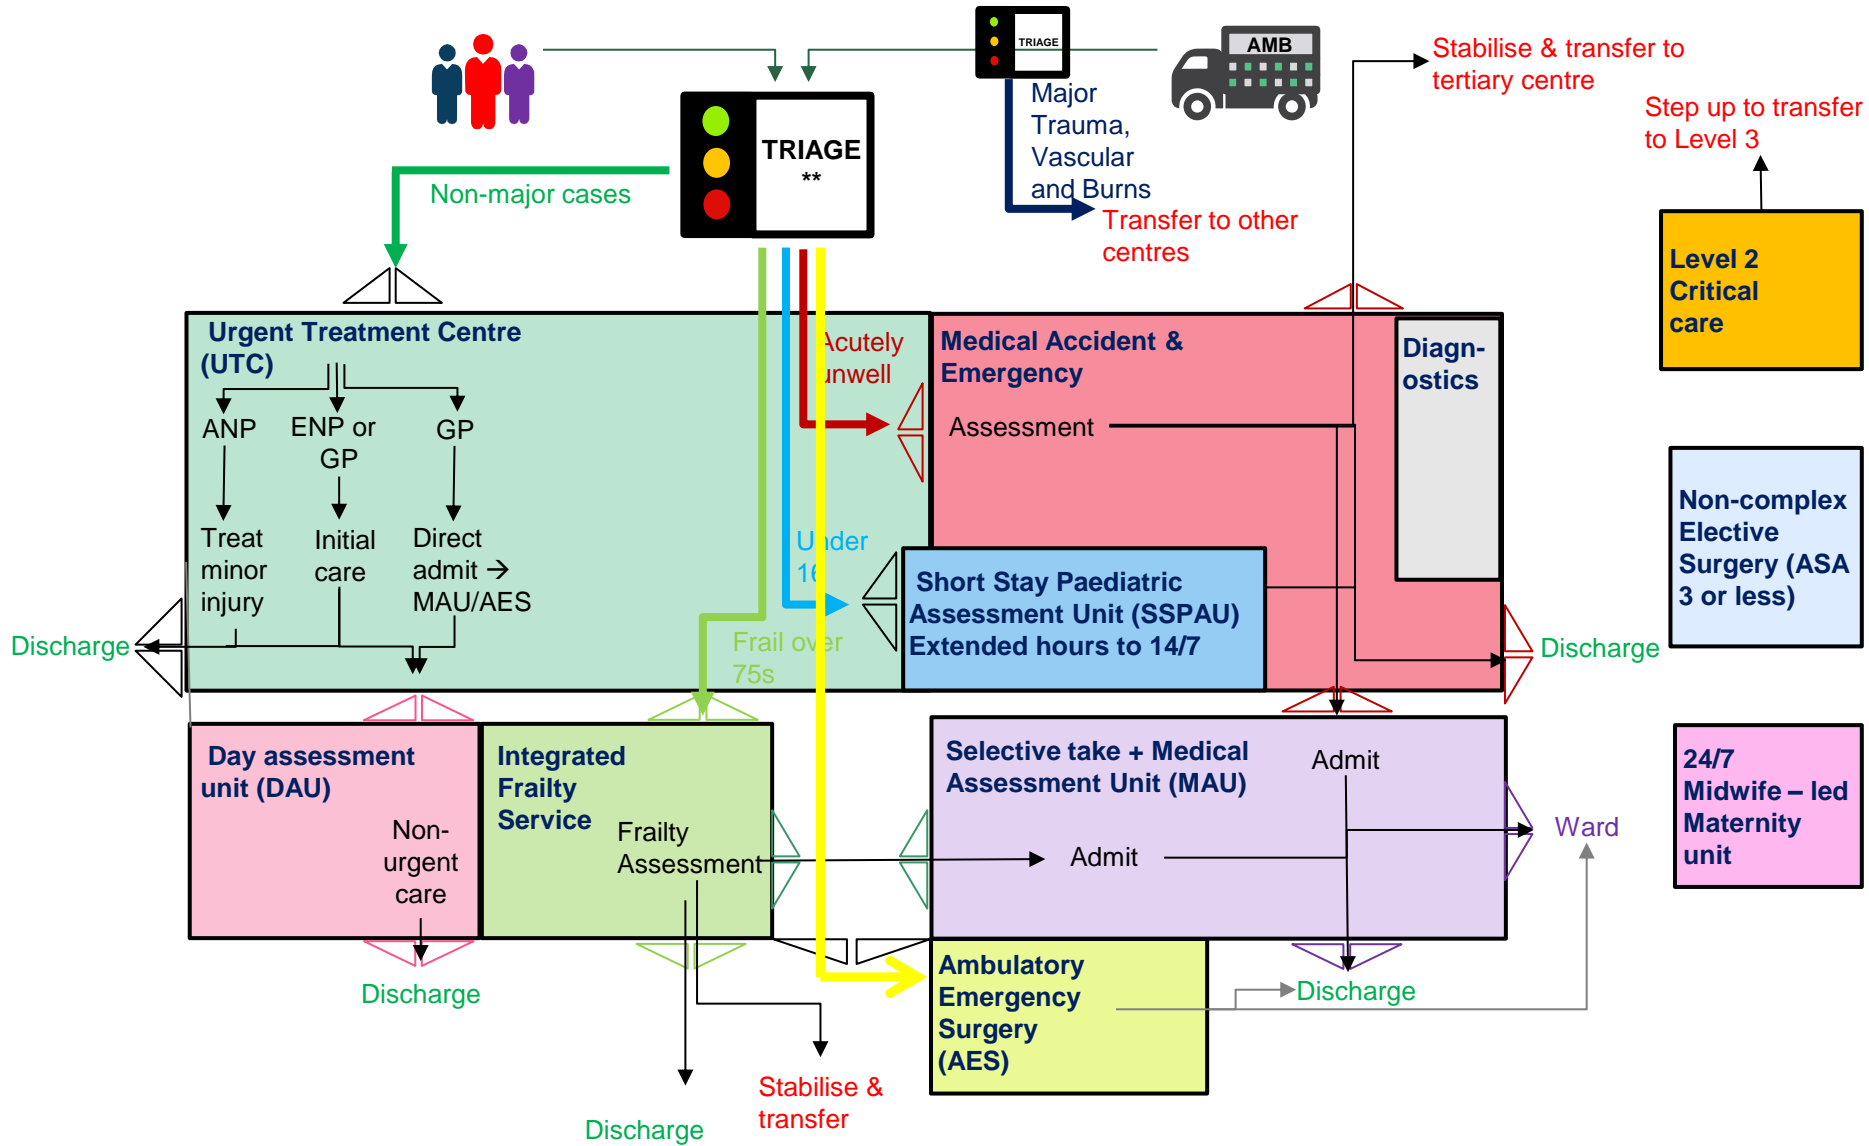 TRIAGE
AMB
Stabilise & transfer to
tertiary centre
Step up to transfer
to Level 3
Major
Trauma,
Vascular
and Burns
Transfer to other
centres
TRIAGE
**
Non-major cases
Level 2
Critical
care
Urgent Treatment Centre
(UTC)
ANP
ENP or
GP
GP
Treat
minor
injury
Initial
care
Direct
admit →
MAU/AES
Discharge
Acutely
unwell
Under
16
Frail over
75s
Medical Accident &
Emergency
Assessment
Diagn-
ostics
Short Stay Paediatric
Assessment Unit (SSPAU)
Extended hours to 14/7
Discharge
Non-complex
Elective
Surgery (ASA
3 or less)
Day assessment
unit (DAU)
Non-
urgent
care
Discharge
Integrated
Frailty
Service
Frailty
Assessment
Discharge
Stabilise &
transfer
Selective take + Medical
Assessment Unit (MAU)
Admit
Admit
Ward
Discharge
Ambulatory
Emergency
Surgery
(AES)
24/7
Midwife – led
Maternity
unit